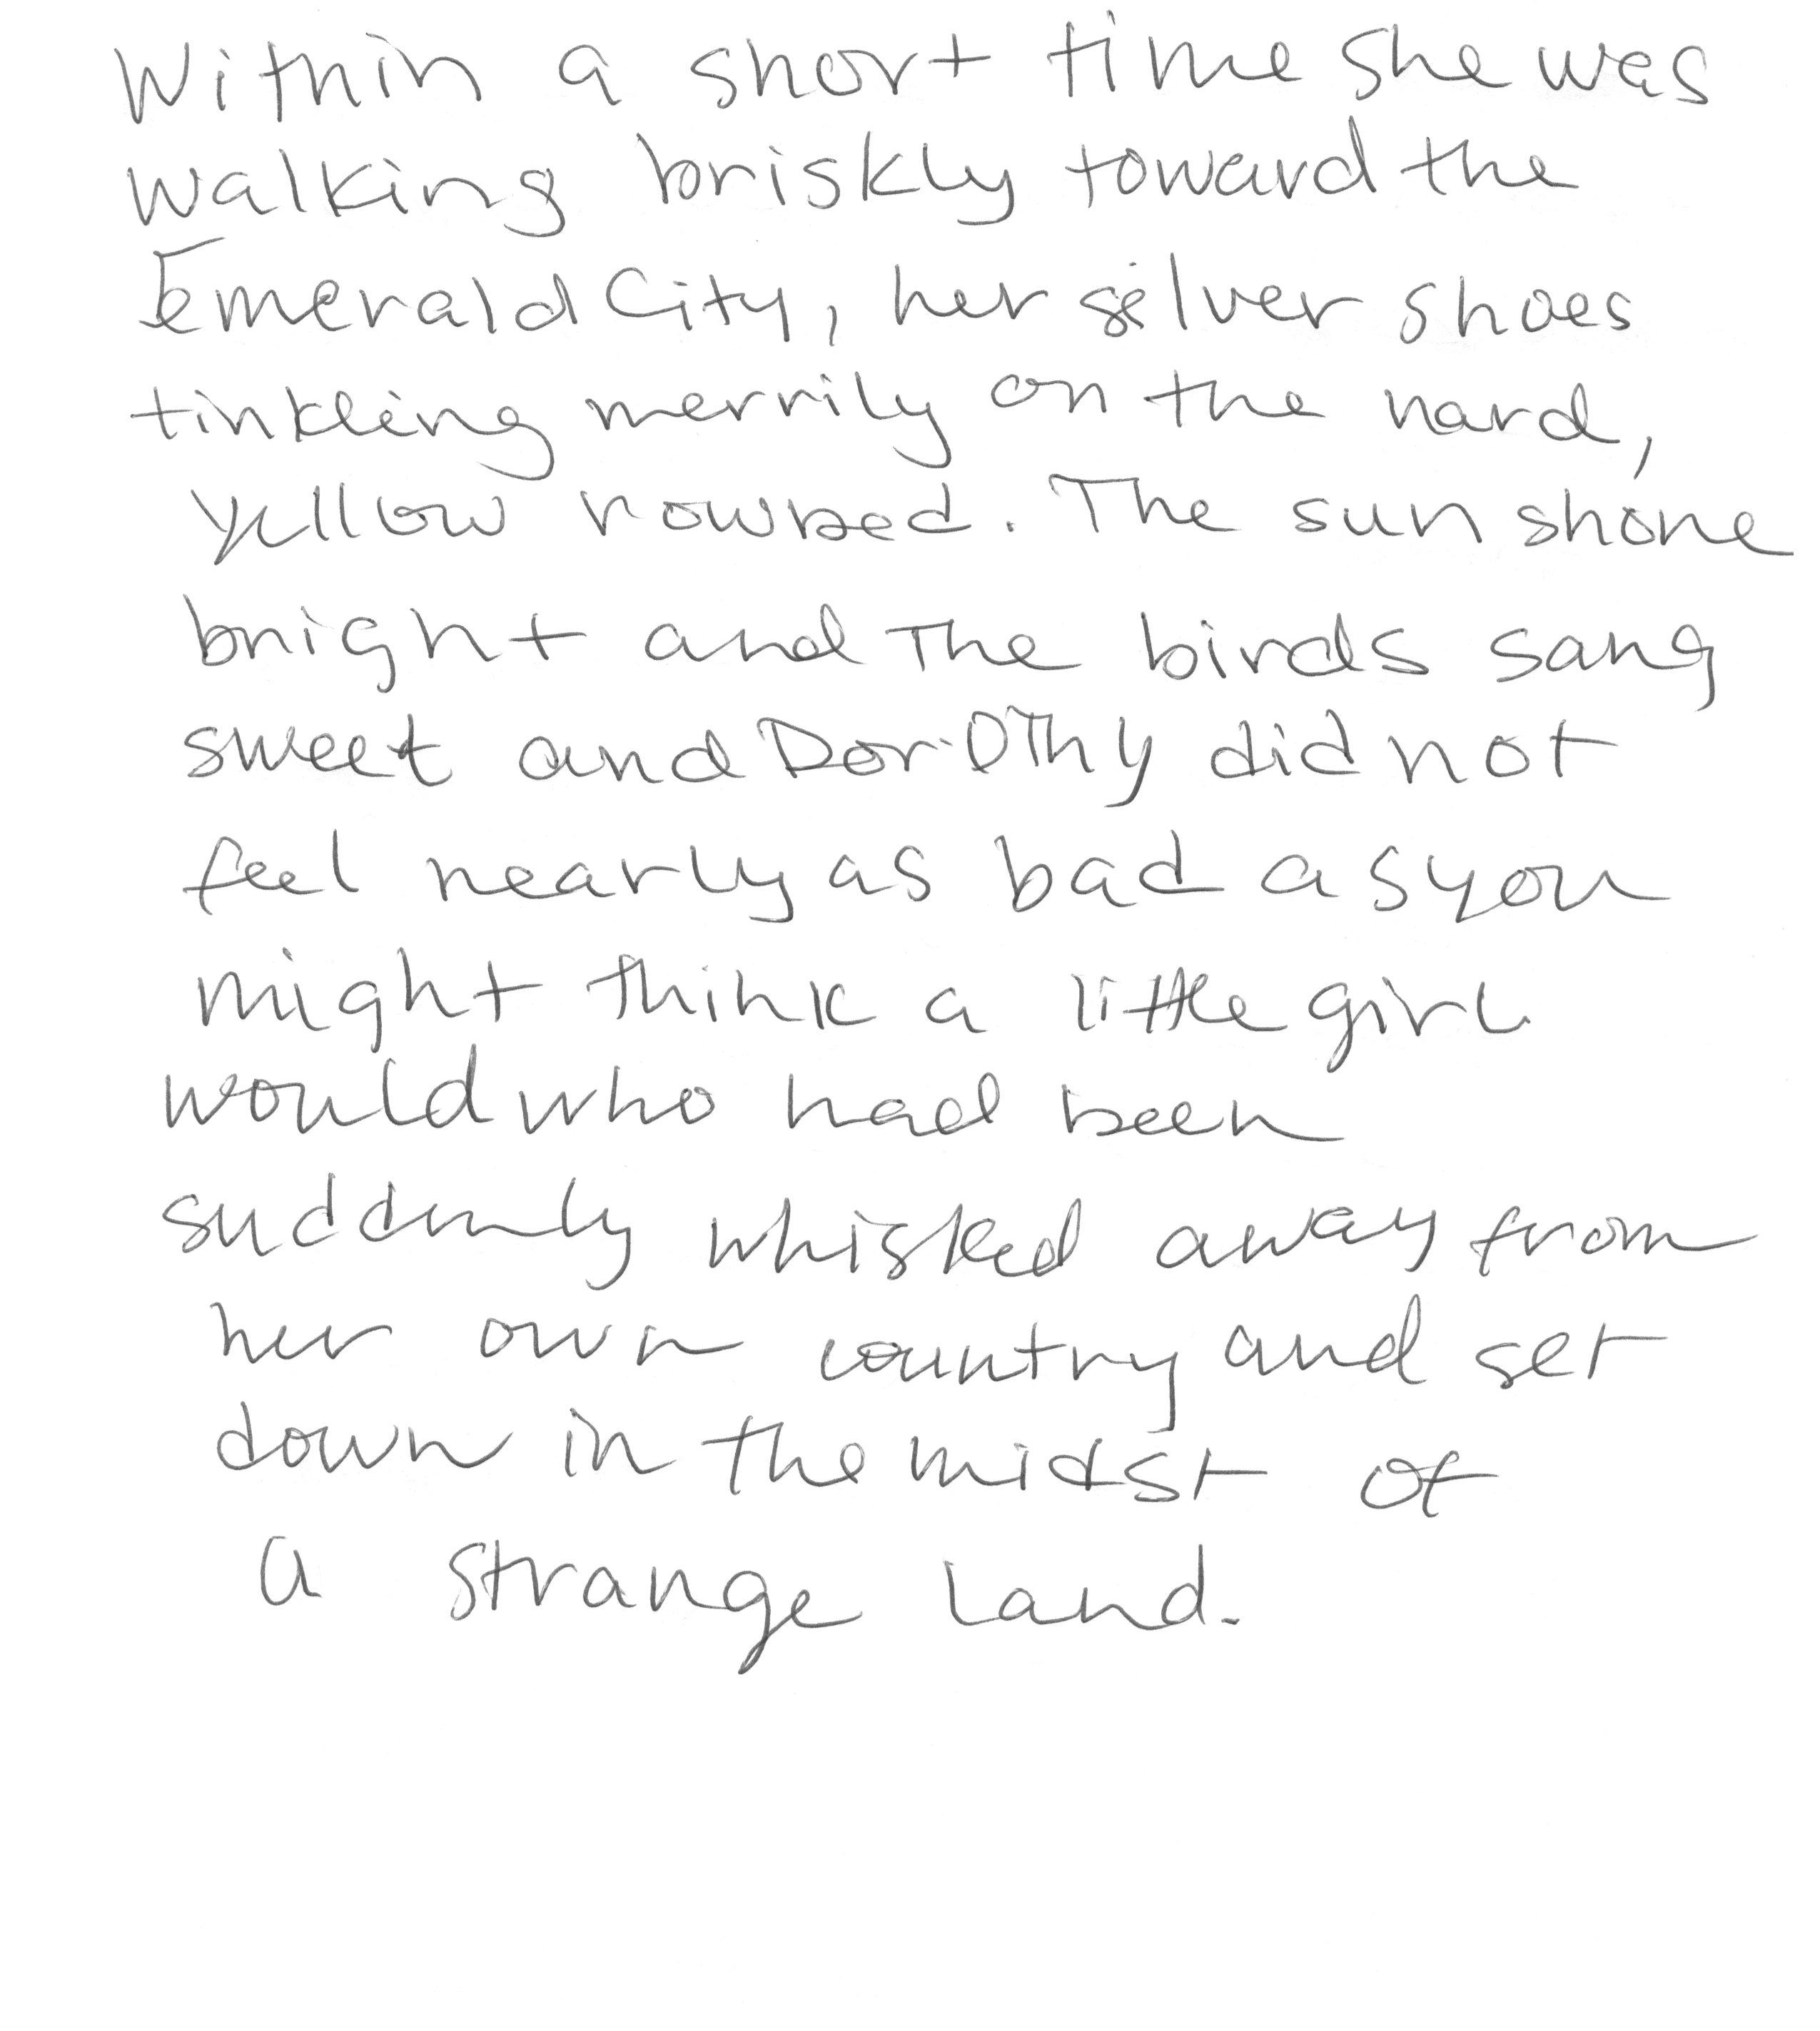 Within a short time she was
walking briskly toward the
Emerald City, her silver shoes
tinkling merrily on the hard,
yellow rowbed. The sun shone
bright and the birds sang
sweet and Dorothy did not
feel nearly as bad as you
might think a little girl
would who had been
suddenly whisked away from
her own country and set
down in the midst of
a strange land.